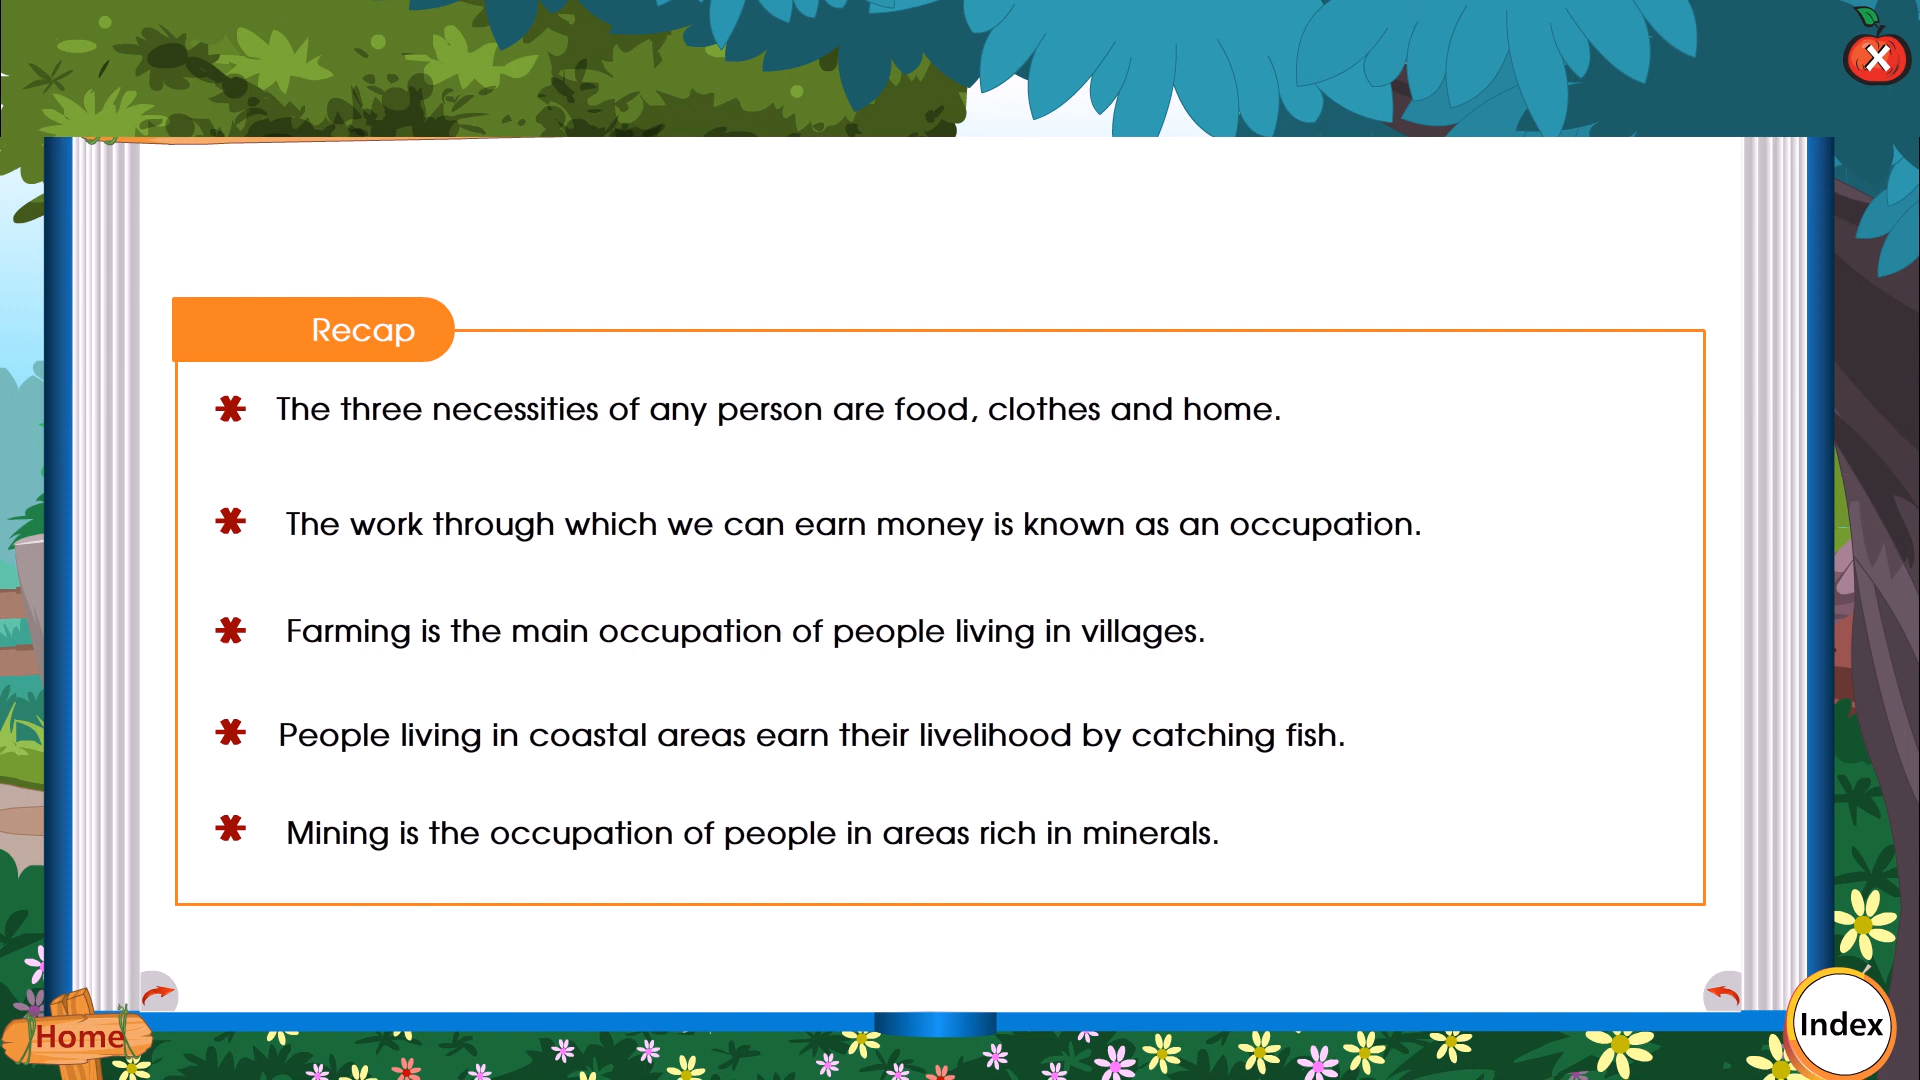 Recap
* The three necessities of any person are food, clothes and home.
* The work through which we can earn money is known as an occupation.
* Farming is the main occupation of people living in villages.
* People living in coastal areas earn their livelihood by catching fish.
* Mining is the occupation of people in areas rich in minerals.
Home
Index